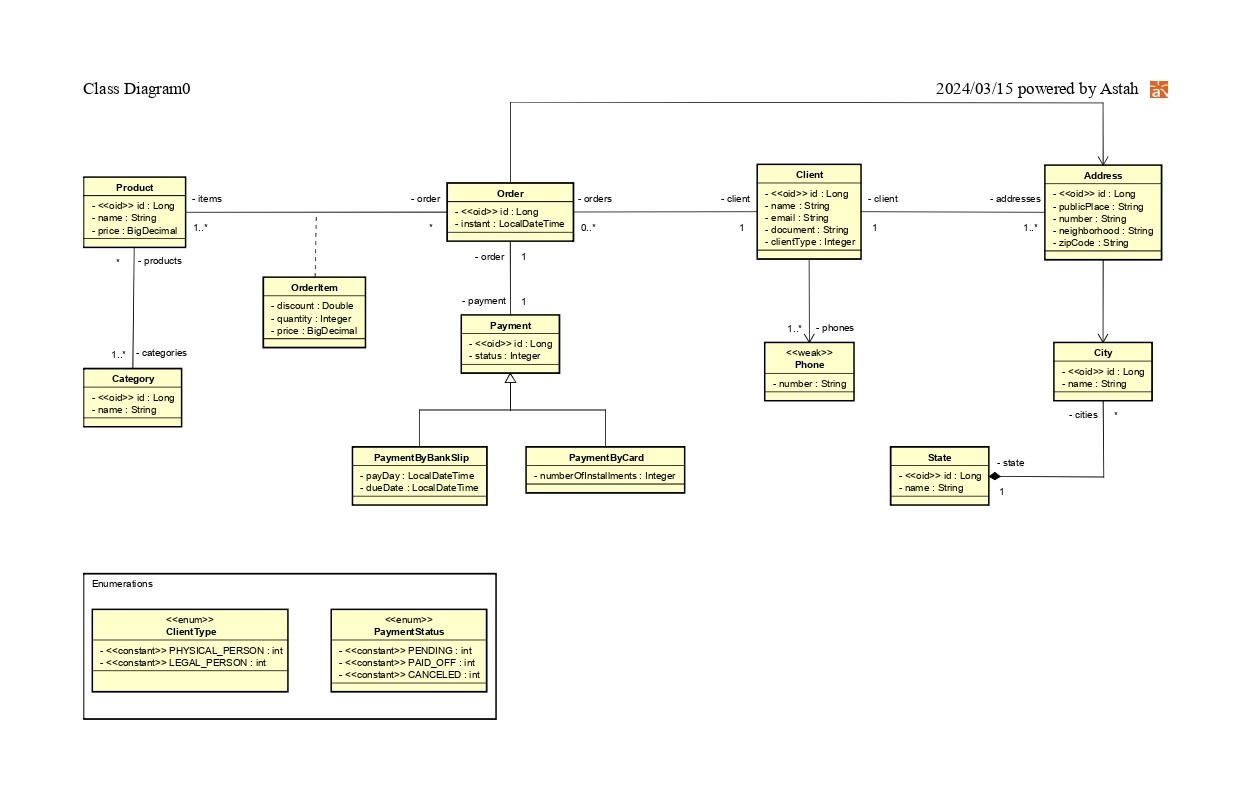 Class Diagram0
2024/03/15 powered by Astah
Product
- <<oid>> id : Long
- name : String
- price : BigDecimal
- items
1..*
- order
*
Order
- <<oid>> id : Long
- instant : LocalDateTime
- orders
0..*
- client
1
Client
- <<oid>> id : Long
- name : String
- email : String
- document : String
- clientType : Integer
- client
1
- addresses
1..*
Address
- <<oid>> id : Long
- publicPlace : String
- number : String
- neighborhood : String
- zipCode : String
*
- products
1..*
- categories
Category
- <<oid>> id : Long
- name : String
OrderItem
- discount : Double
- quantity : Integer
- price : BigDecimal
- order
1
- payment
1
Payment
- <<oid>> id : Long
- status : Integer
1..*
- phones
<<weak>>
Phone
- number : String
City
- <<oid>> id : Long
- name : String
- cities
*
PaymentByBankSlip
- payDay : LocalDateTime
- dueDate : LocalDateTime
PaymentByCard
- numberOfInstallments : Integer
State
- <<oid>> id : Long
- name : String
- state
1
Enumerations
<<enum>>
ClientType
- <<constant>> PHYSICAL_PERSON : int
- <<constant>> LEGAL_PERSON : int
<<enum>>
PaymentStatus
- <<constant>> PENDING : int
- <<constant>> PAID_OFF : int
- <<constant>> CANCELED : int